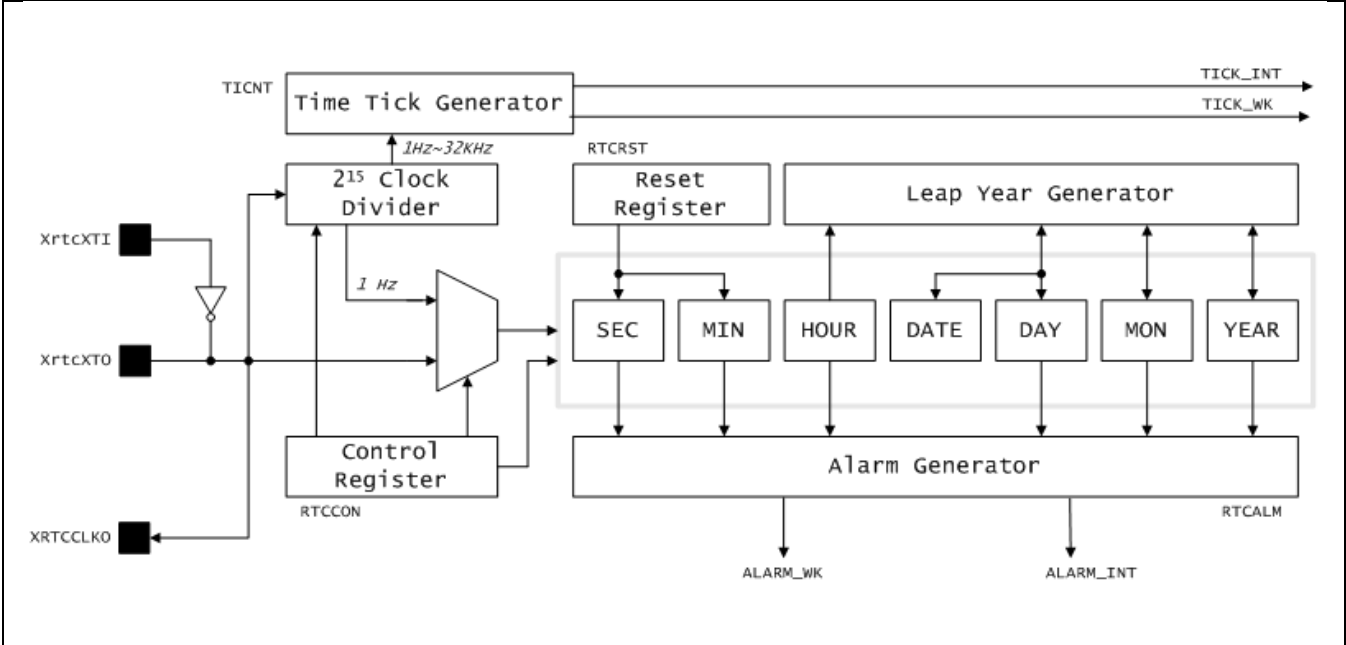 TICNT
Time Tick Generator
TICK_INT
TICK_WK
1Hz~32KHz
RTCRST
2¹⁵ Clock
Divider
Reset
Register
Leap Year Generator
XrtcXTI
1 Hz
SEC
MIN
HOUR
DATE
DAY
MON
YEAR
XrtcXTO
Control
Register
Alarm Generator
RTCCON
RTCALM
XRTCCLKO
ALARM_WK
ALARM_INT